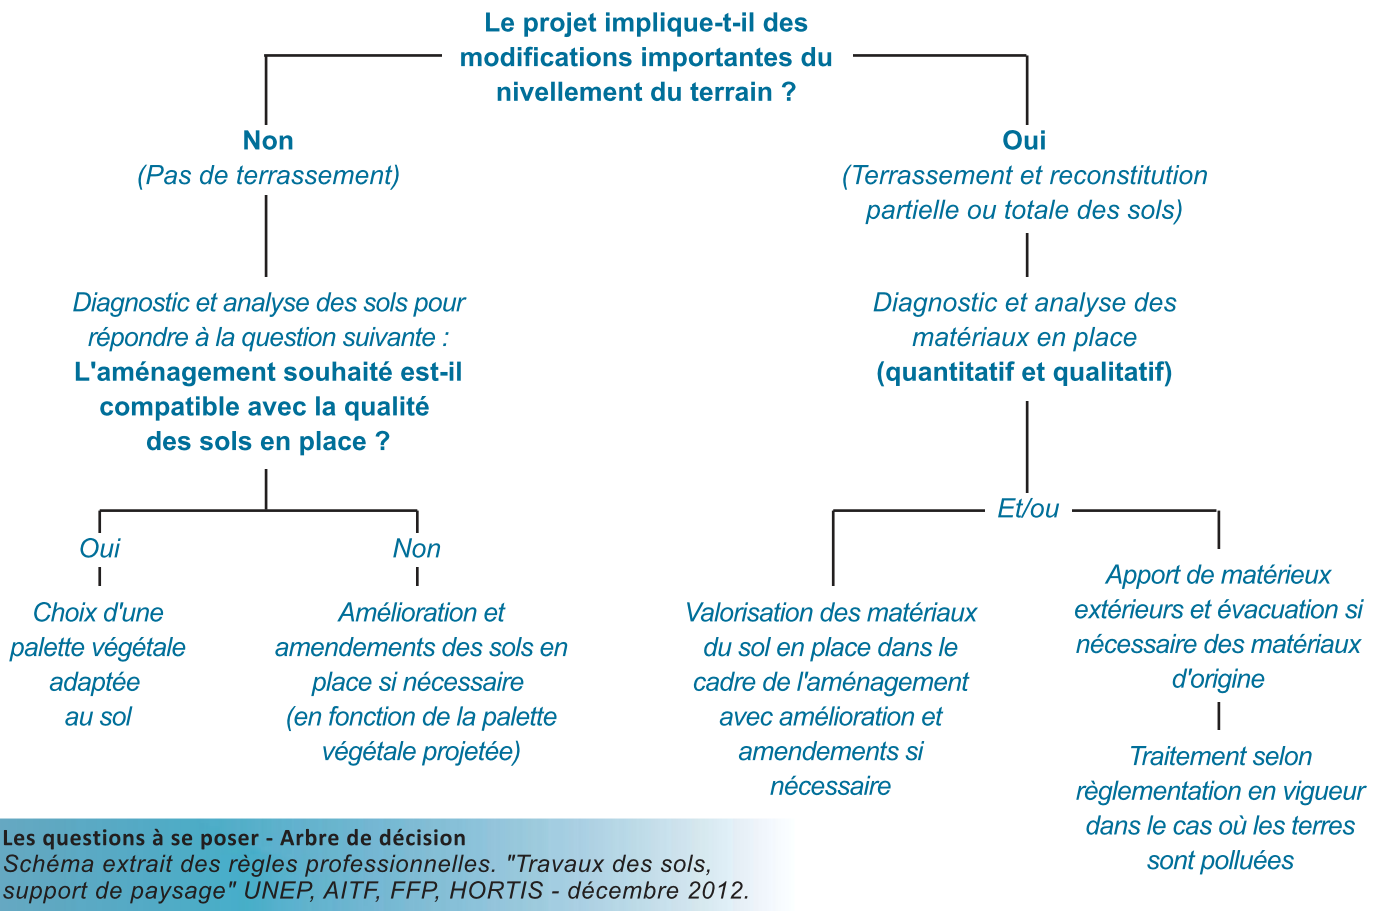 Le projet implique-t-il des
modifications importantes du
nivellement du terrain ?
Non
(Pas de terrassement)
Oui
(Terrassement et reconstitution
partielle ou totale des sols)
Diagnostic et analyse des sols pour
répondre à la question suivante :
L'aménagement souhaité est-il
compatible avec la qualité
des sols en place ?
Diagnostic et analyse des
matériaux en place
(quantitatif et qualitatif)
Oui
Non
Et/ou
Choix d'une
palette végétale
adaptée
au sol
Amélioration et
amendements des sols en
place si nécessaire
(en fonction de la palette
végétale projetée)
Valorisation des matériaux
du sol en place dans le
cadre de l'aménagement
avec amélioration et
amendements si
nécessaire
Apport de matérieux
extérieurs et évacuation si
nécessaire des matériaux
d'origine
Traitement selon
règlementation en vigueur
dans le cas où les terres
sont polluées
Les questions à se poser - Arbre de décision
Schéma extrait des règles professionnelles. "Travaux des sols,
support de paysage" UNEP, AITF, FFP, HORTIS - décembre 2012.